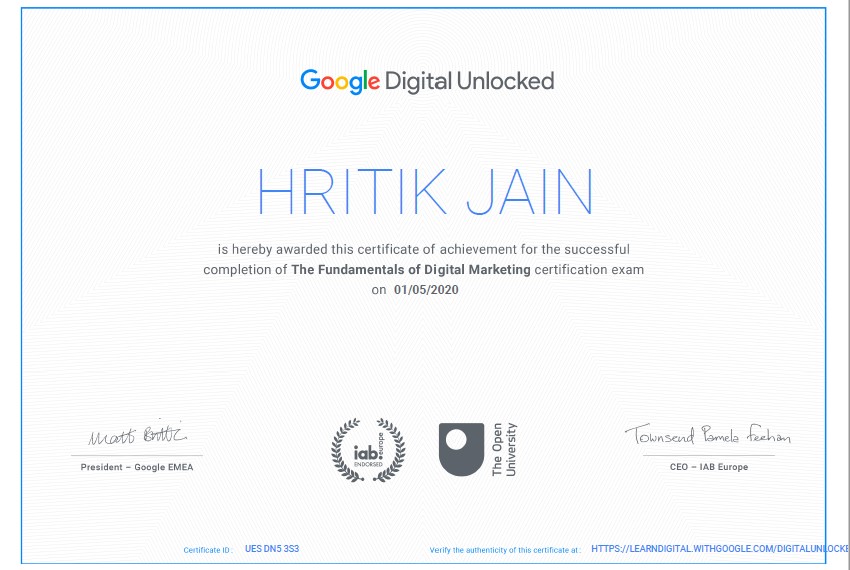 Google Digital Unlocked
HRITIK JAIN
is hereby awarded this certificate of achievement for the successful
completion of The Fundamentals of Digital Marketing certification exam
on 01/05/2020
Matt Brittin
Townsend Pamela Feehan
President – Google EMEA
iab. europe
ENDORSED
The Open
University
CEO – IAB Europe
Certificate ID : UES DN5 3S3 Verify the authenticity of this certificate at : HTTPS://LEARNDIGITAL.WITHGOOGLE.COM/DIGITALUNLOCKE